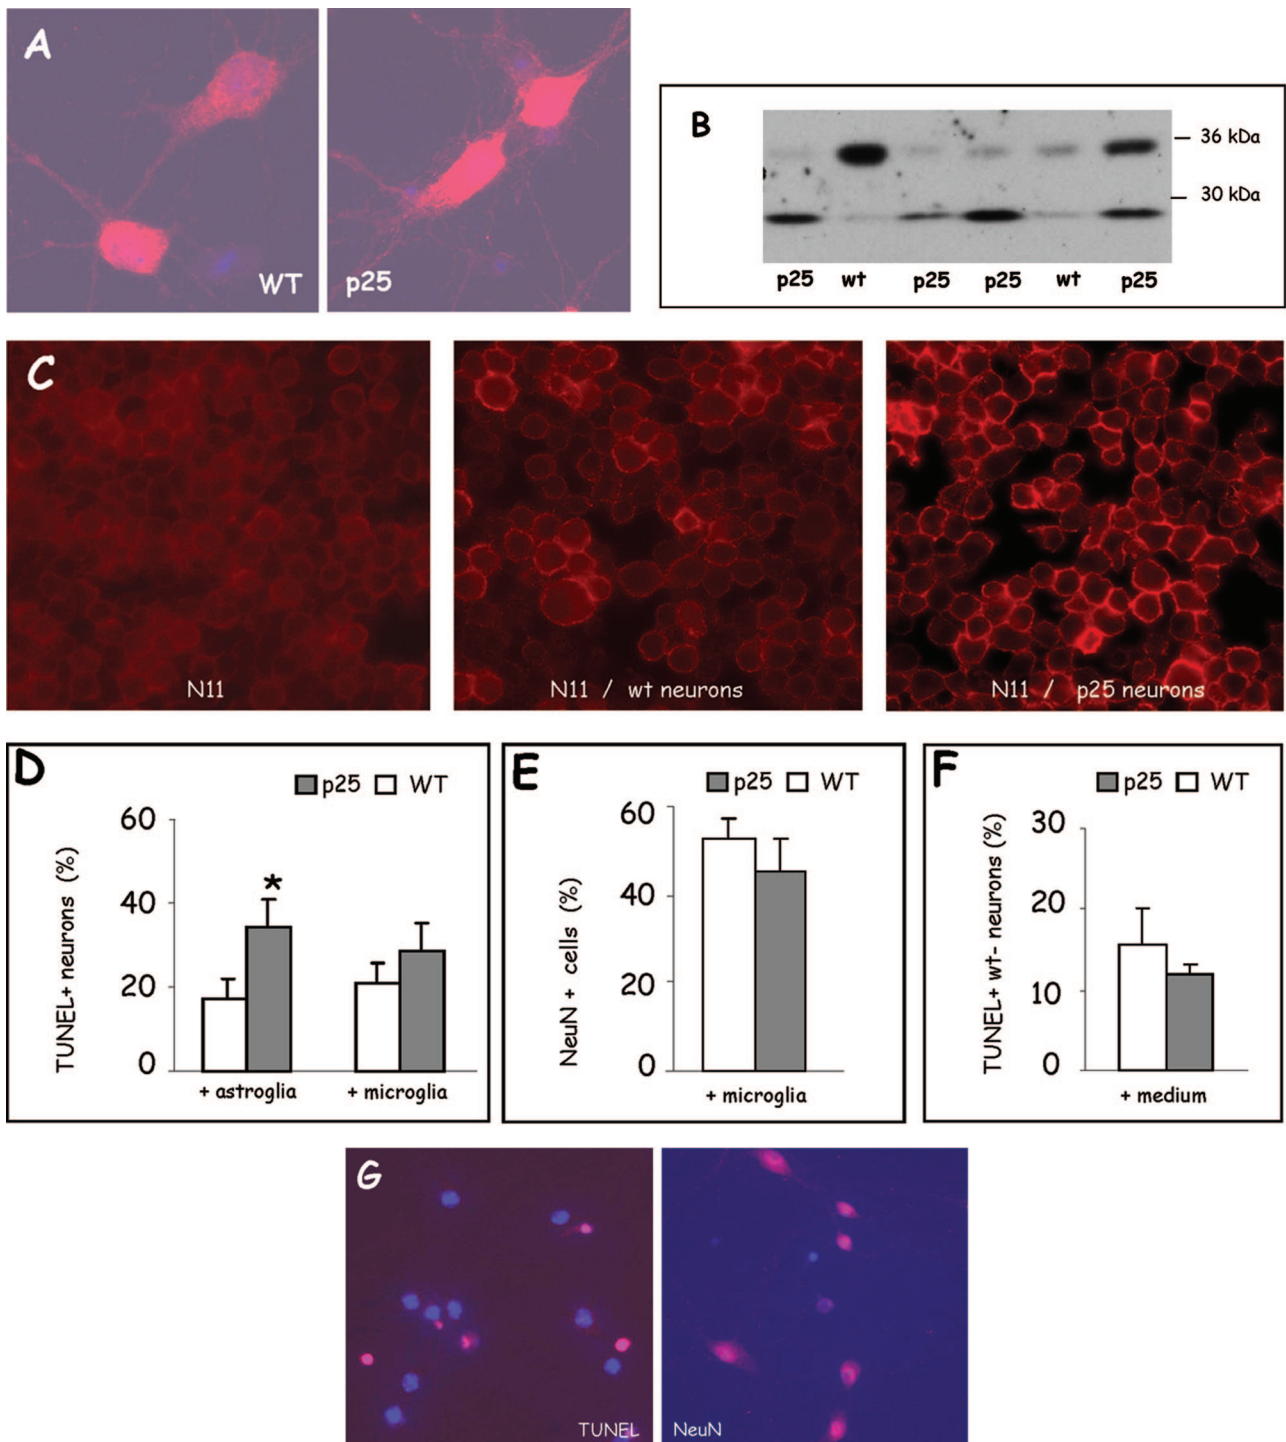 A
WT
p25
B
36 kDa
30 kDa
p25 wt p25 p25 wt p25
C
N11
N11 / wt neurons
N11 / p25 neurons
D
p25 WT
TUNEL+ neurons (%)
60
40
20
0
+ astroglia + microglia
*
E
p25 WT
NeuN + cells (%)
60
40
20
0
+ microglia
F
p25 WT
TUNEL+ wt- neurons (%)
30
20
10
0
+ medium
G
TUNEL
NeuN